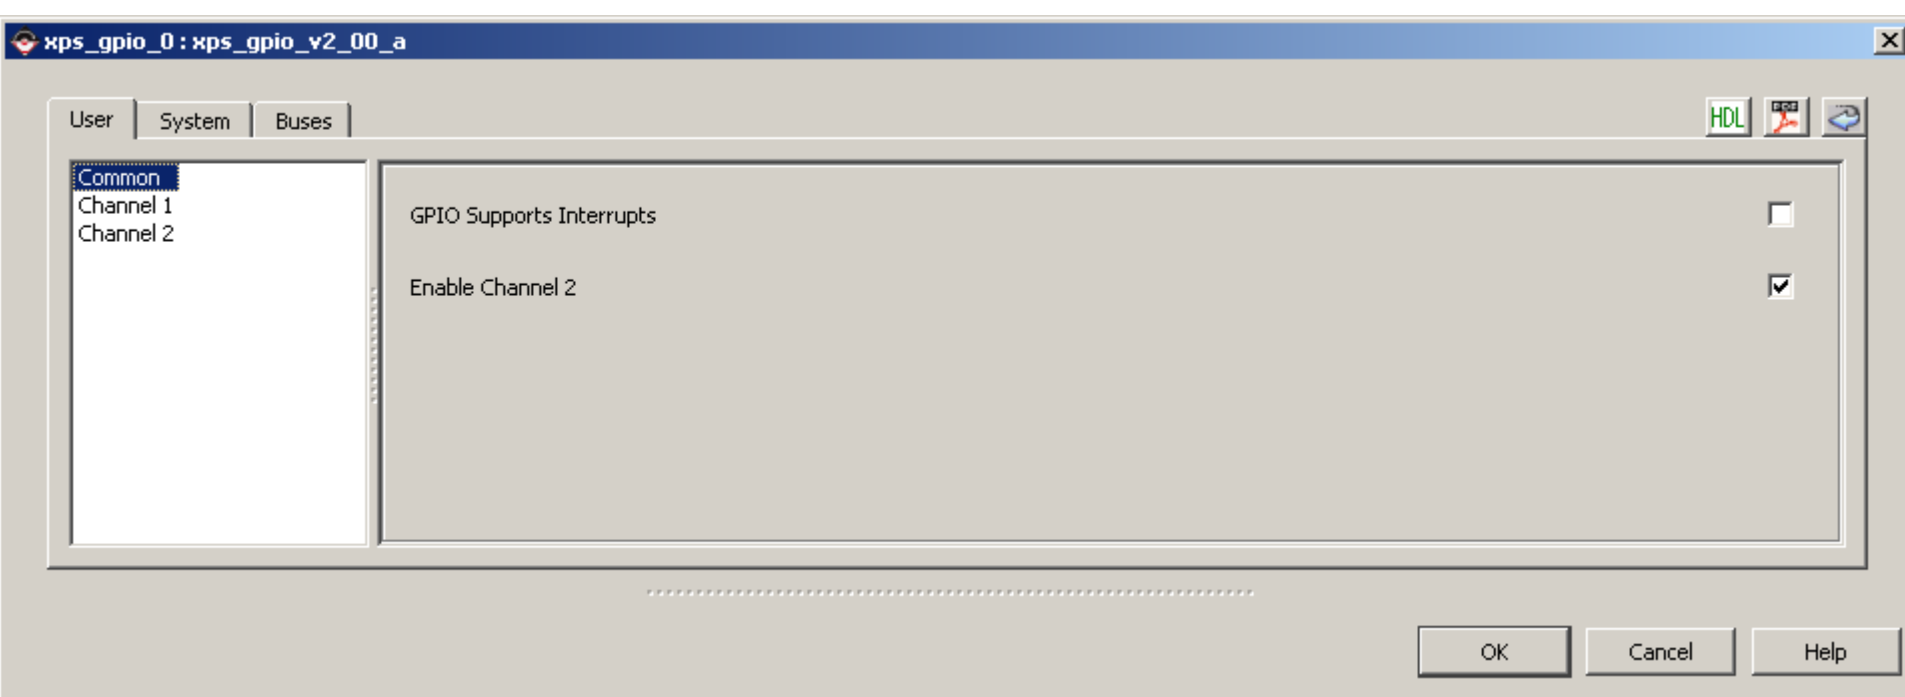 xps_gpio_0 : xps_gpio_v2_00_a
User System Buses
HDL PDF
Common
Channel 1
Channel 2
GPIO Supports Interrupts
Enable Channel 2
OK Cancel Help